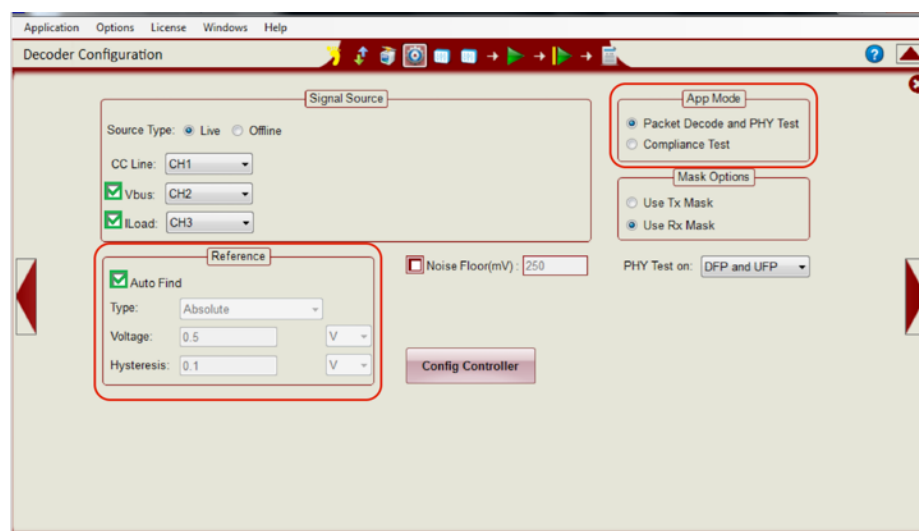 Application Options License Windows Help
Decoder Configuration
Signal Source
Source Type: Live Offline
CC Line: CH1
Vbus: CH2
ILoad: CH3
App Mode
Packet Decode and PHY Test
Compliance Test
Mask Options
Use Tx Mask
Use Rx Mask
Reference
Auto Find
Type: Absolute
Voltage: 0.5 V
Hysteresis: 0.1 V
Noise Floor(mV) : 250
PHY Test on: DFP and UFP
Config Controller